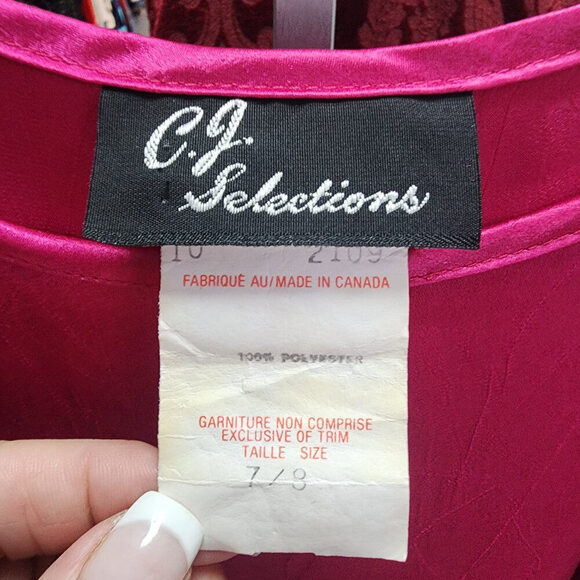 C.J.
Selections
10 2109
FABRIQUÉ AU/MADE IN CANADA
100% POLYESTER
GARNITURE NON COMPRISE
EXCLUSIVE OF TRIM
TAILLE SIZE
7/8